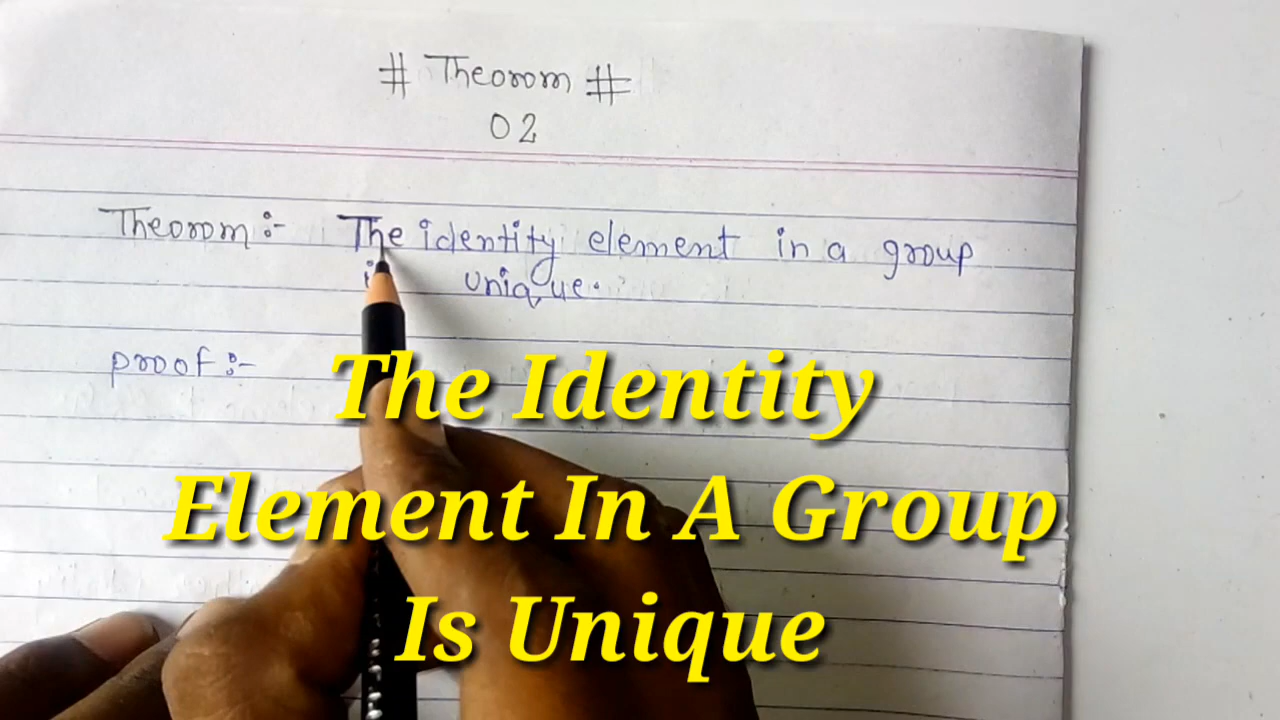 # Theorom #
02
Theorom :- The identity element in a group
unique.
proof :-
The Identity
Element In A Group
Is Unique